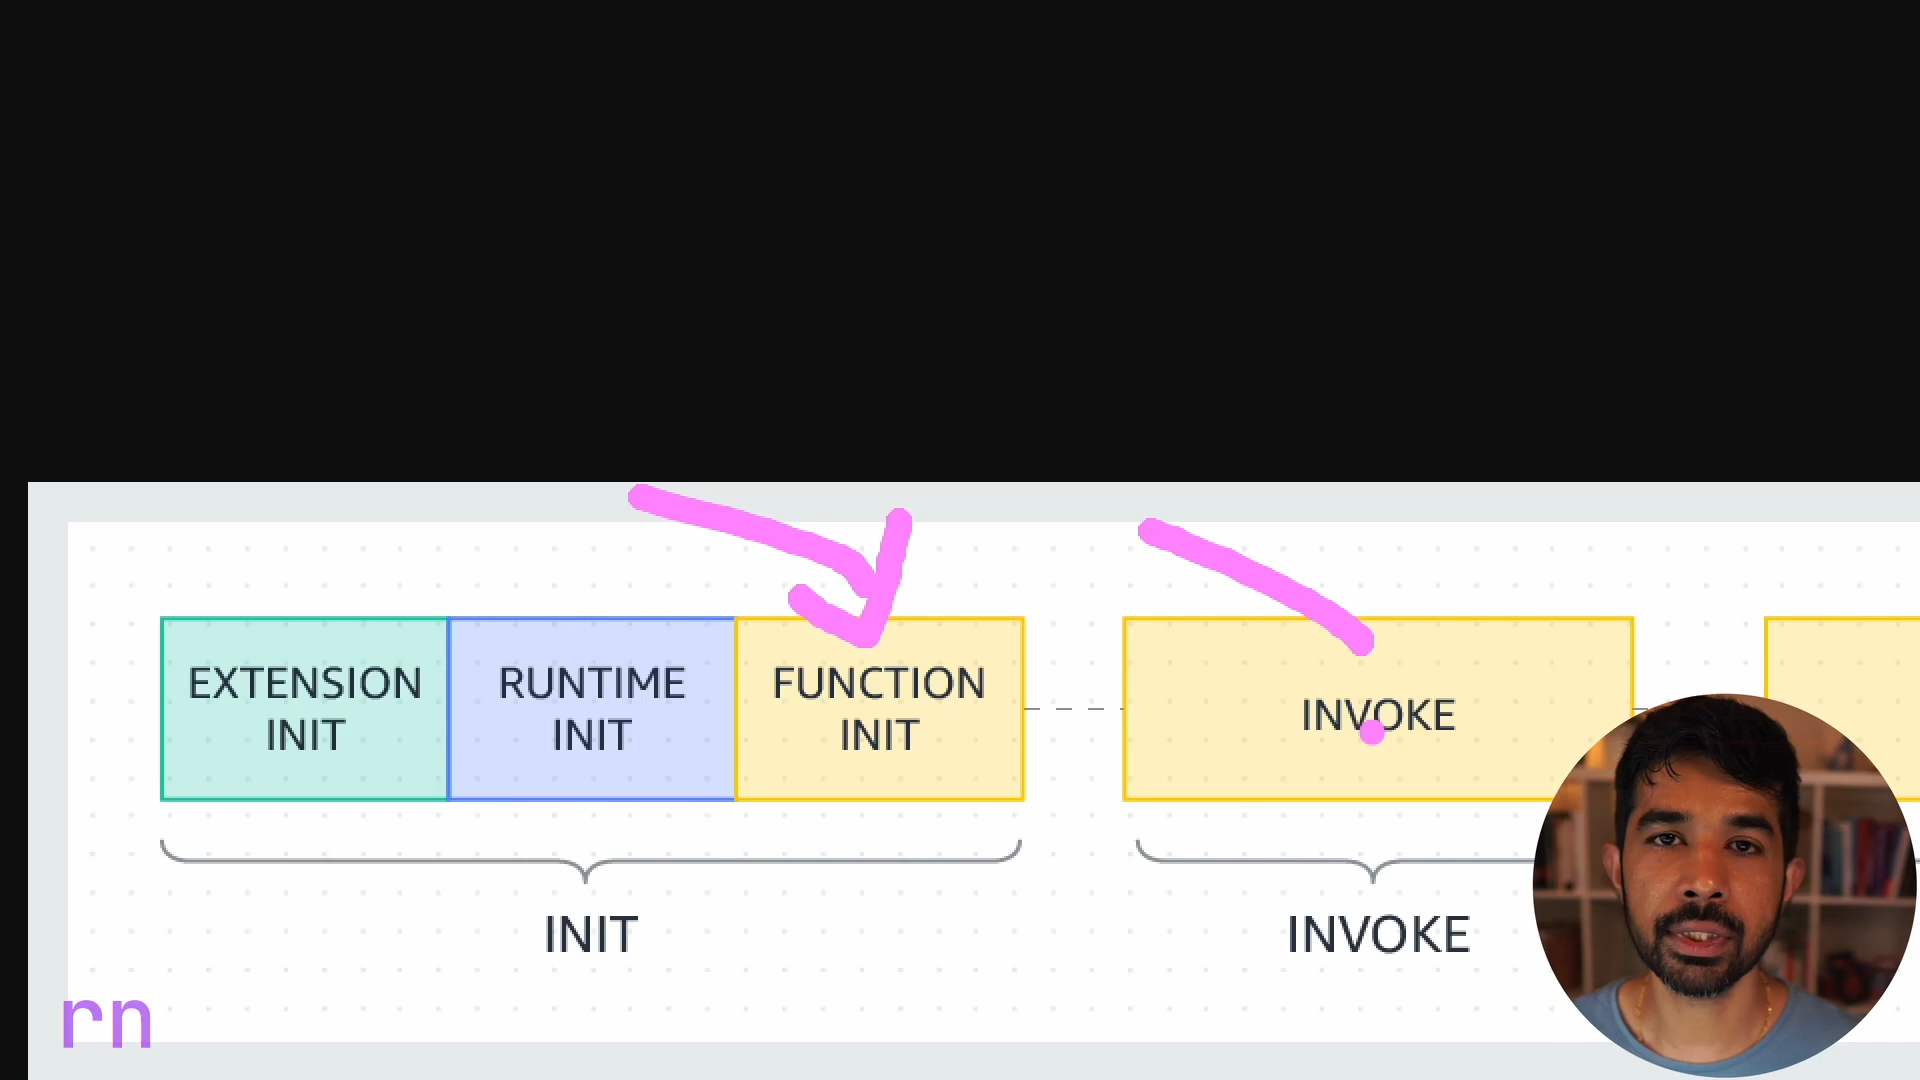 EXTENSION
INIT
RUNTIME
INIT
FUNCTION
INIT
INVOKE
INIT
INVOKE
rn